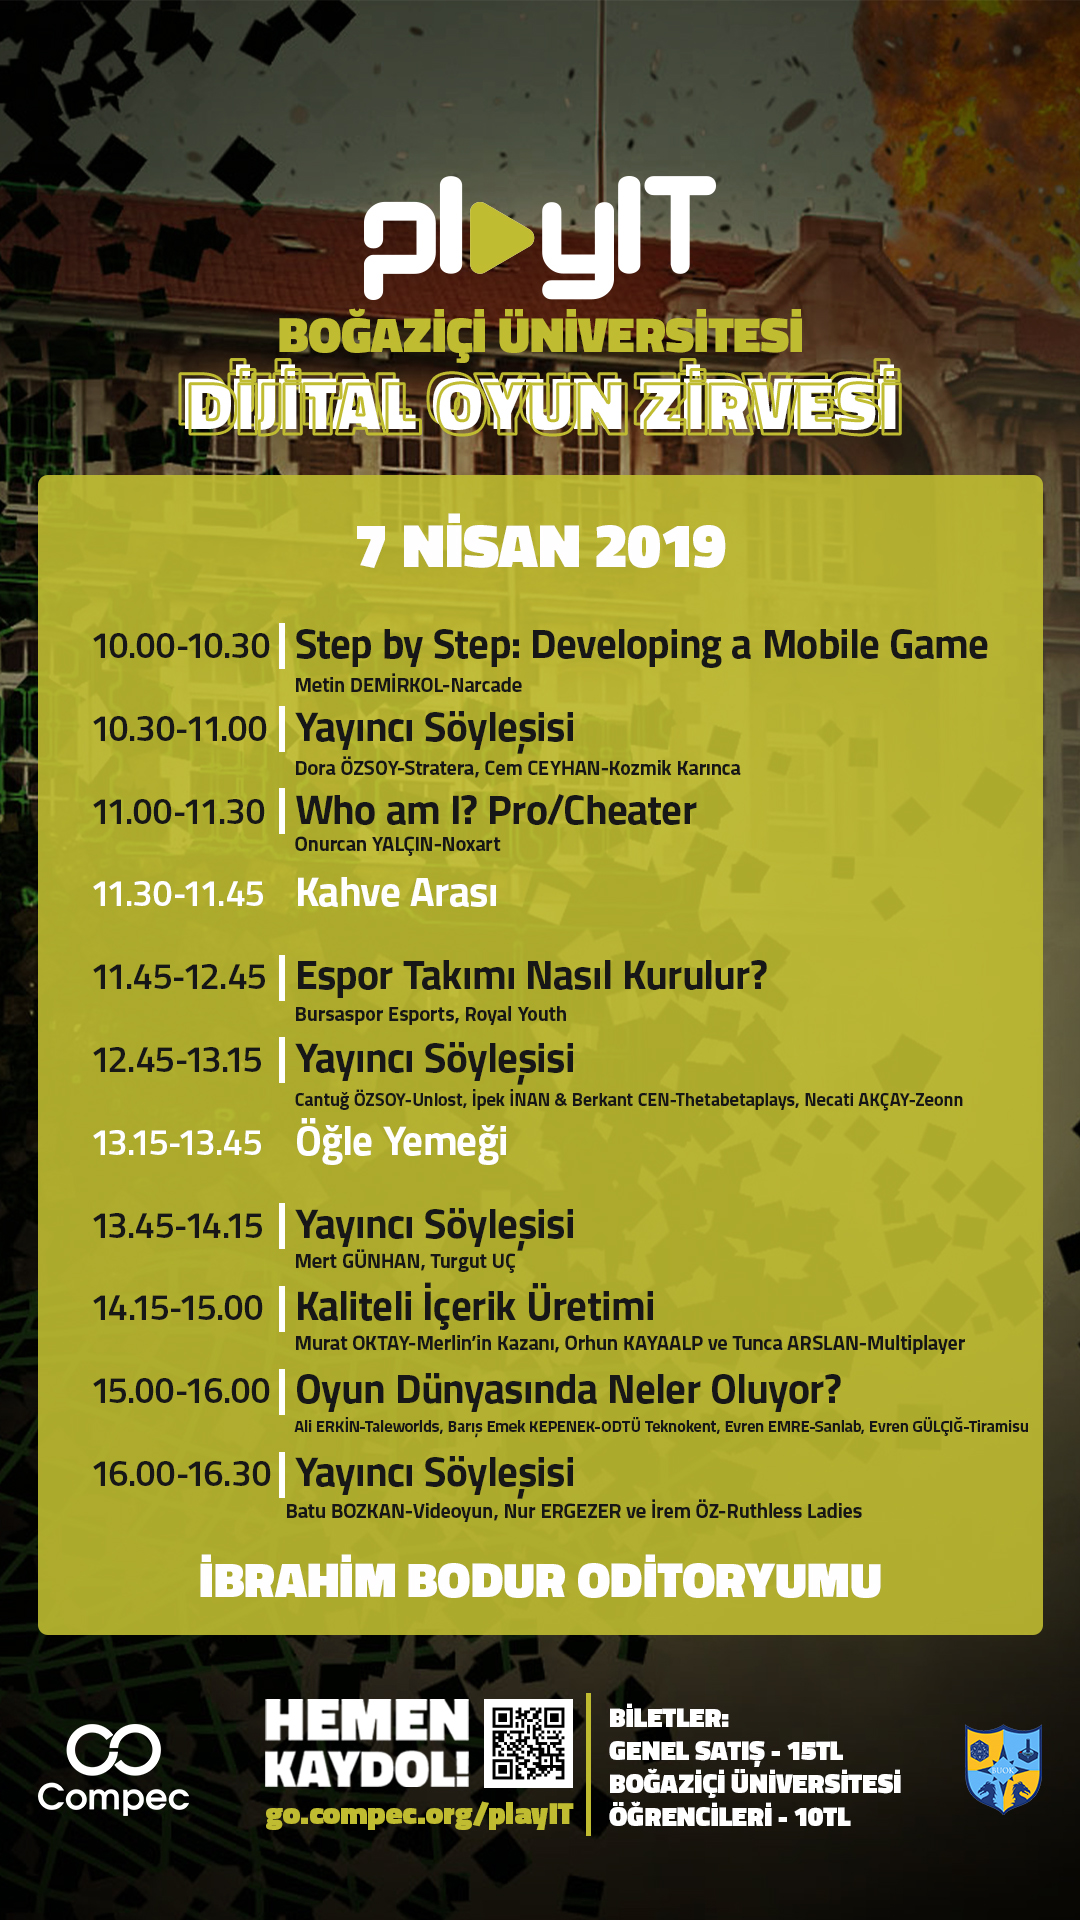 playIT
BOĞAZİÇİ ÜNİVERSİTESİ
DİJİTAL OYUN ZİRVESİ
7 NİSAN 2019
10.00-10.30 Step by Step: Developing a Mobile Game
Metin DEMİRKOL-Narcade
10.30-11.00 Yayıncı Söyleşisi
Dora ÖZSOY-Stratera, Cem CEYHAN-Kozmik Karınca
11.00-11.30 Who am I? Pro/Cheater
Onurcan YALÇIN-Noxart
11.30-11.45 Kahve Arası
11.45-12.45 Espor Takımı Nasıl Kurulur?
Bursaspor Esports, Royal Youth
12.45-13.15 Yayıncı Söyleşisi
Cantuğ ÖZSOY-Unlost, İpek İNAN & Berkant CEN-Thetabetaplays, Necati AKÇAY-Zeonn
13.15-13.45 Öğle Yemeği
13.45-14.15 Yayıncı Söyleşisi
Mert GÜNHAN, Turgut UÇ
14.15-15.00 Kaliteli İçerik Üretimi
Murat OKTAY-Merlin’in Kazanı, Orhun KAYAALP ve Tunca ARSLAN-Multiplayer
15.00-16.00 Oyun Dünyasında Neler Oluyor?
Ali ERKİN-Taleworlds, Barış Emek KEPENEK-ODTÜ Teknokent, Evren EMRE-Sanlab, Evren GÜLÇIĞ-Tiramisu
16.00-16.30 Yayıncı Söyleşisi
Batu BOZKAN-Videoyun, Nur ERGEZER ve İrem ÖZ-Ruthless Ladies
İBRAHİM BODUR ODİTORYUMU
Compec
HEMEN
KAYDOL!
go.compec.org/playIT
BİLETLER:
GENEL SATIŞ - 15TL
BOĞAZİÇİ ÜNİVERSİTESİ
ÖĞRENCİLERİ - 10TL
BUOK